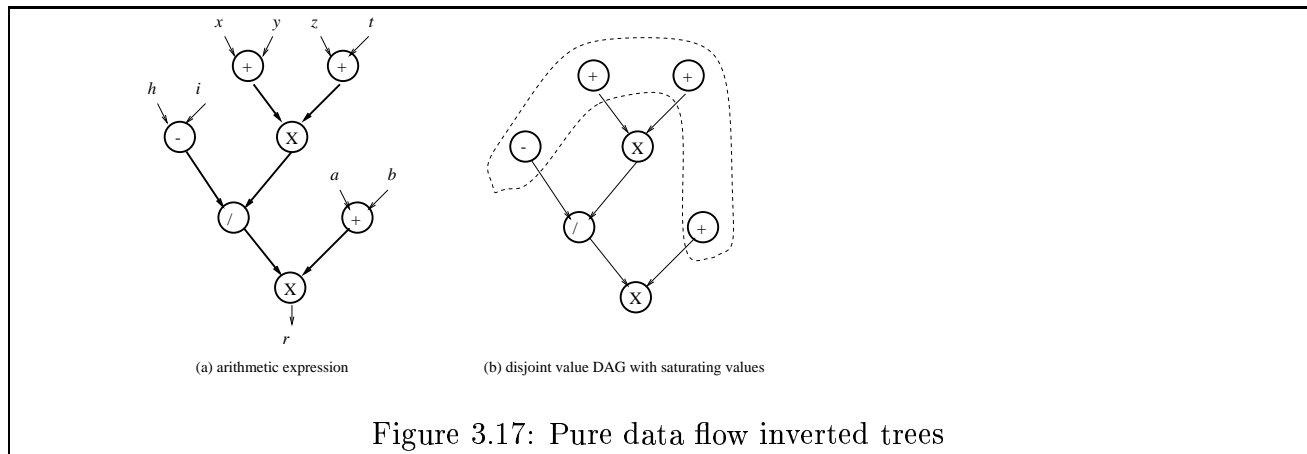 x y z t
+ + + +
h i
- X - X
a b
/ + / +
X X
r
(a) arithmetic expression (b) disjoint value DAG with saturating values
Figure 3.17: Pure data flow inverted trees